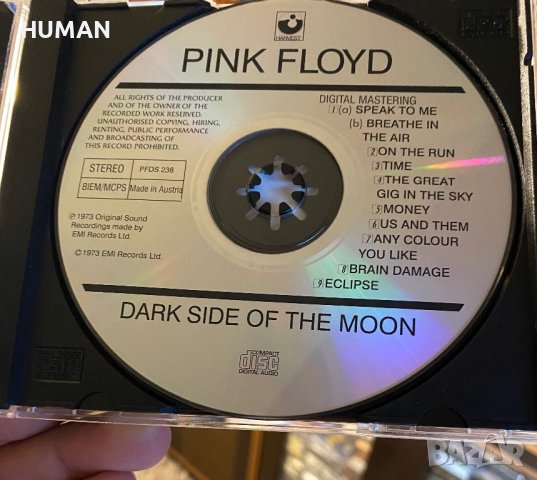 HUMAN
HARVEST
PINK FLOYD
ALL RIGHTS OF THE PRODUCER
AND OF THE OWNER OF THE
RECORDED WORK RESERVED.
UNAUTHORISED COPYING, HIRING,
RENTING, PUBLIC PERFORMANCE
AND BROADCASTING OF
THIS RECORD PROHIBITED.
STEREO PFDS 238
BIEM/MCPS Made in Austria
℗ 1973 Original Sound
Recordings made by
EMI Records Ltd.
© 1973 EMI Records Ltd.
DIGITAL MASTERING
1 (a) SPEAK TO ME
(b) BREATHE IN
THE AIR
2 ON THE RUN
3 TIME
4 THE GREAT
GIG IN THE SKY
5 MONEY
6 US AND THEM
7 ANY COLOUR
YOU LIKE
8 BRAIN DAMAGE
9 ECLIPSE
DARK SIDE OF THE MOON
COMPACT
disc
DIGITAL AUDIO
BAZAR